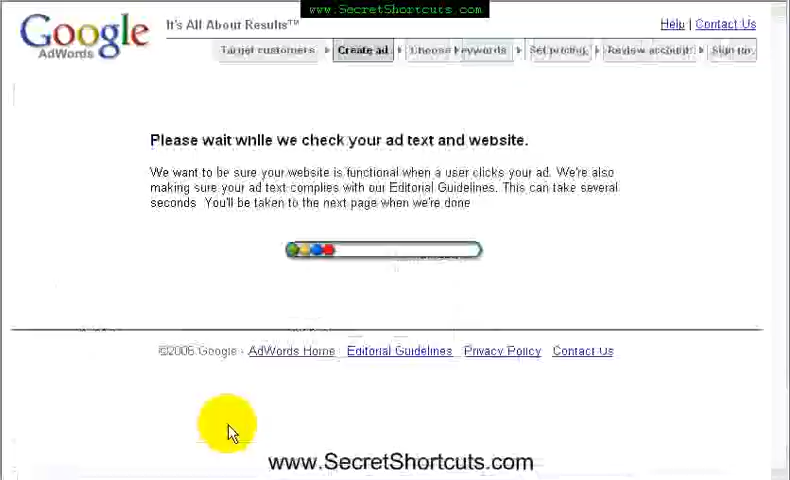 www.SecretShortcuts.com
Google
AdWords
It's All About Results™
Help | Contact Us
Target customers
Create ad
Choose keywords
Set pricing
Review account
Sign up
Please wait while we check your ad text and website.
We want to be sure your website is functional when a user clicks your ad. We're also
making sure your ad text complies with our Editorial Guidelines. This can take several
seconds. You'll be taken to the next page when we're done
©2006 Google - AdWords Home Editorial Guidelines Privacy Policy Contact Us
www.SecretShortcuts.com